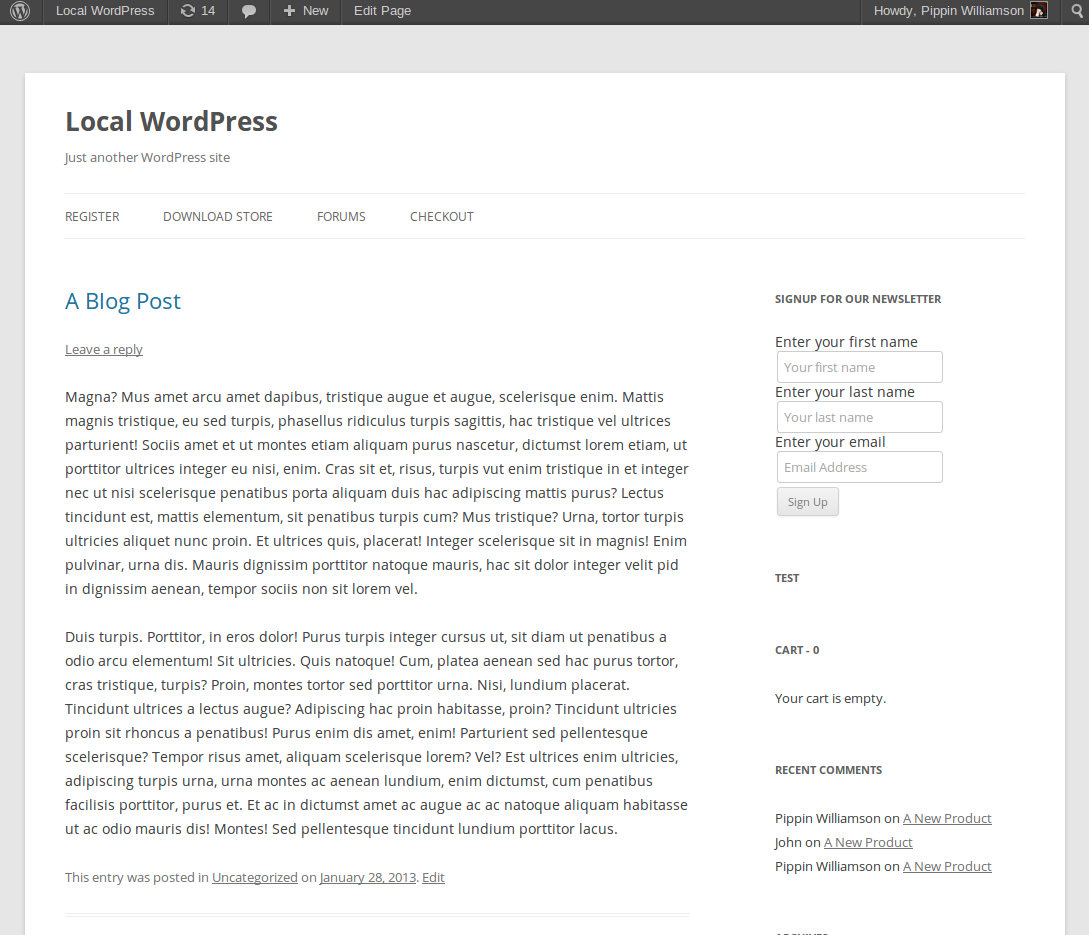 Local WordPress 14 New Edit Page Howdy, Pippin Williamson
Local WordPress
Just another WordPress site
REGISTER DOWNLOAD STORE FORUMS CHECKOUT
A Blog Post
Leave a reply
Magna? Mus amet arcu amet dapibus, tristique augue et augue, scelerisque enim. Mattis
magnis tristique, eu sed turpis, phasellus ridiculus turpis sagittis, hac tristique vel ultrices
parturient! Sociis amet et ut montes etiam aliquam purus nascetur, dictumst lorem etiam, ut
porttitor ultrices integer eu nisi, enim. Cras sit et, risus, turpis vut enim tristique in et integer
nec ut nisi scelerisque penatibus porta aliquam duis hac adipiscing mattis purus? Lectus
tincidunt est, mattis elementum, sit penatibus turpis cum? Mus tristique? Urna, tortor turpis
ultricies aliquet nunc proin. Et ultrices quis, placerat! Integer scelerisque sit in magnis! Enim
pulvinar, urna dis. Mauris dignissim porttitor natoque mauris, hac sit dolor integer velit pid
in dignissim aenean, tempor sociis non sit lorem vel.
Duis turpis. Porttitor, in eros dolor! Purus turpis integer cursus ut, sit diam ut penatibus a
odio arcu elementum! Sit ultricies. Quis natoque! Cum, platea aenean sed hac purus tortor,
cras tristique, turpis? Proin, montes tortor sed porttitor urna. Nisi, lundium placerat.
Tincidunt ultrices a lectus augue? Adipiscing hac proin habitasse, proin? Tincidunt ultricies
proin sit rhoncus a penatibus! Purus enim dis amet, enim! Parturient sed pellentesque
scelerisque? Tempor risus amet, aliquam scelerisque lorem? Vel? Est ultrices enim ultricies,
adipiscing turpis urna, urna montes ac aenean lundium, enim dictumst, cum penatibus
facilisis porttitor, purus et. Et ac in dictumst amet ac augue ac ac natoque aliquam habitasse
ut ac odio mauris dis! Montes! Sed pellentesque tincidunt lundium porttitor lacus.
This entry was posted in Uncategorized on January 28, 2013. Edit
SIGNUP FOR OUR NEWSLETTER
Enter your first name
Your first name
Enter your last name
Your last name
Enter your email
Email Address
Sign Up
TEST
CART - 0
Your cart is empty.
RECENT COMMENTS
Pippin Williamson on A New Product
John on A New Product
Pippin Williamson on A New Product